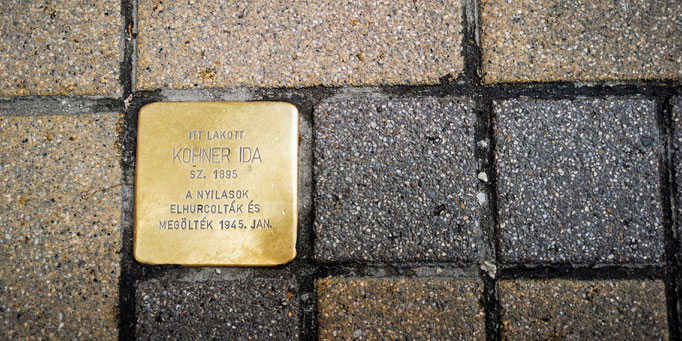 ITT LAKOTT
KOHNER IDA
SZ. 1895
A NYILASOK
ELHURCOLTÁK ÉS
MEGÖLTÉK 1945. JAN.